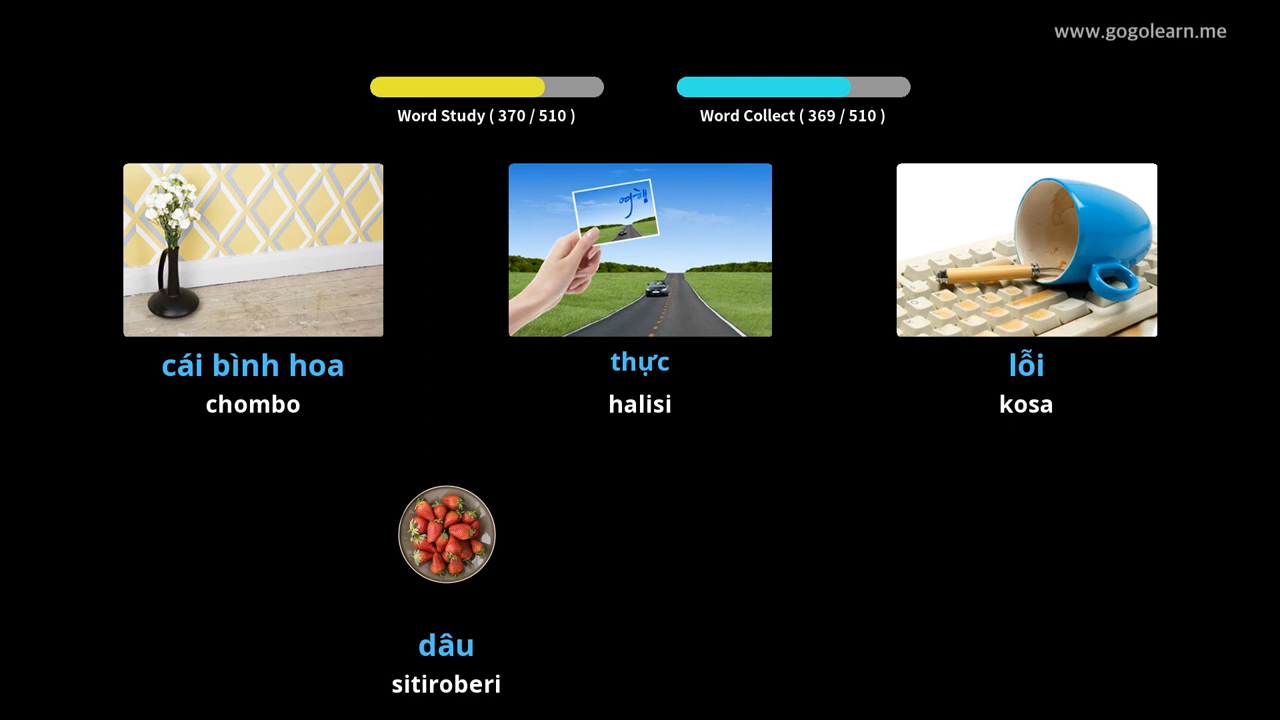 www.gogolearn.me
Word Study ( 370 / 510 )
Word Collect ( 369 / 510 )
cái bình hoa
chombo
thực
halisi
lỗi
kosa
dâu
sitiroberi